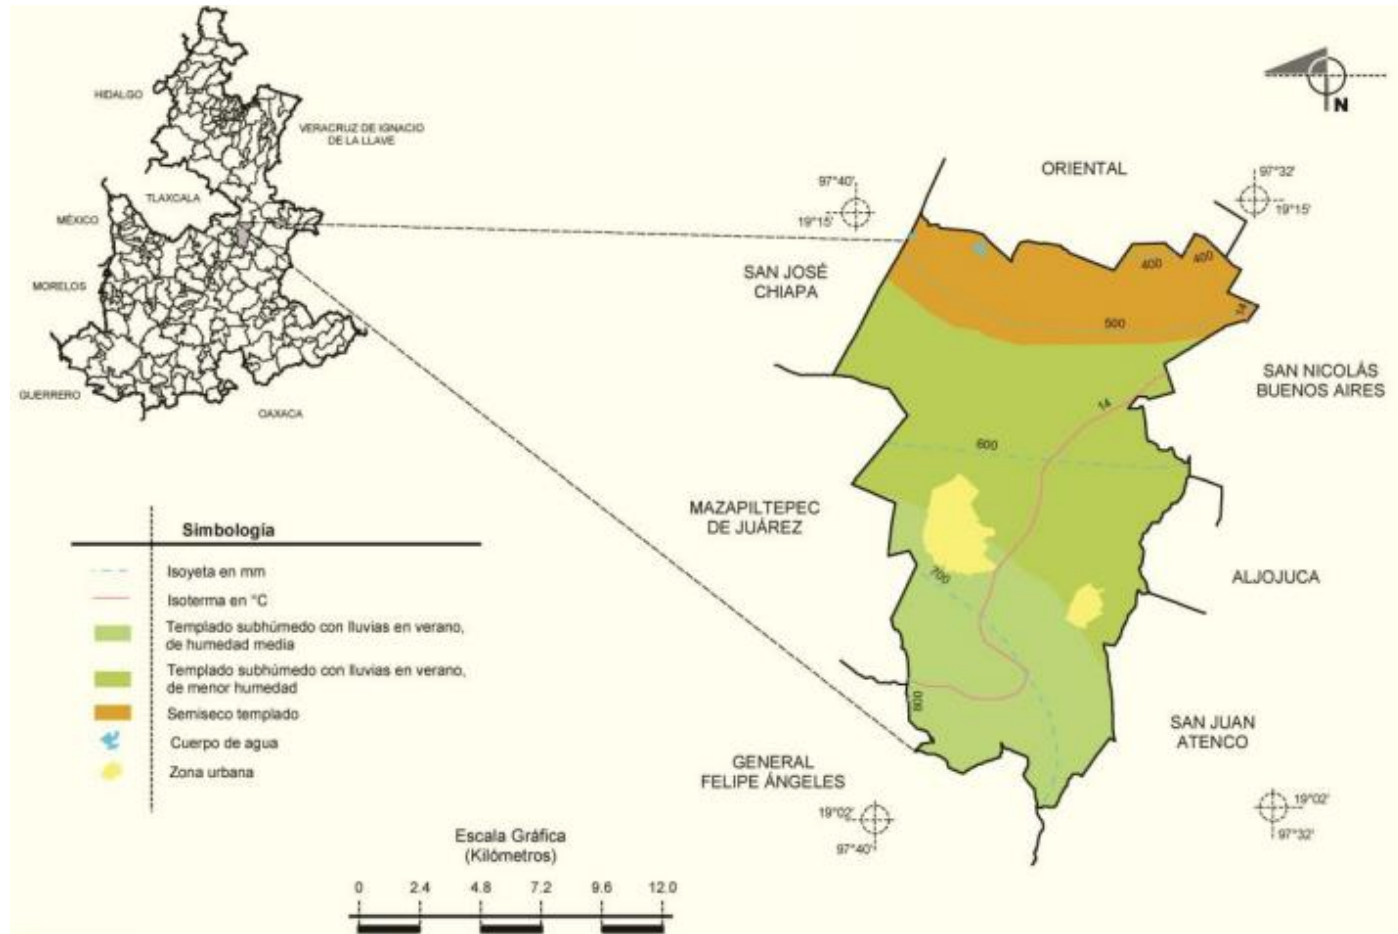 HIDALGO
VERACRUZ DE IGNACIO
DE LA LLAVE
TLAXCALA
MÉXICO
MORELOS
GUERRERO
OAXACA
N
ORIENTAL
97°40'
19°15'
97°32'
19°15'
SAN JOSÉ
CHIAPA
400
400
14
500
SAN NICOLÁS
BUENOS AIRES
14
600
MAZAPILTEPEC
DE JUÁREZ
700
ALJOJUCA
800
SAN JUAN
ATENCO
GENERAL
FELIPE ÁNGELES
19°02'
97°40'
19°02'
97°32'
Simbología
Isoyeta en mm
Isoterma en °C
Templado subhúmedo con lluvias en verano,
de humedad media
Templado subhúmedo con lluvias en verano,
de menor humedad
Semiseco templado
Cuerpo de agua
Zona urbana
Escala Gráfica
(Kilómetros)
0 2.4 4.8 7.2 9.6 12.0